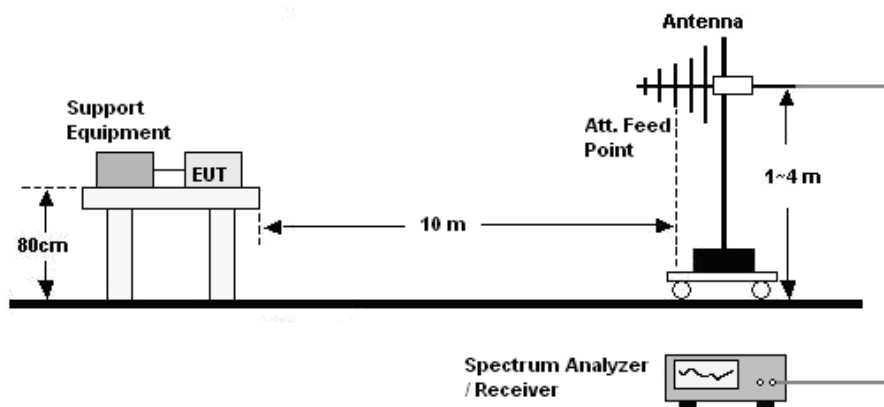 Antenna
Support
Equipment
EUT
Att. Feed
Point
1~4 m
10 m
80cm
Spectrum Analyzer
/ Receiver